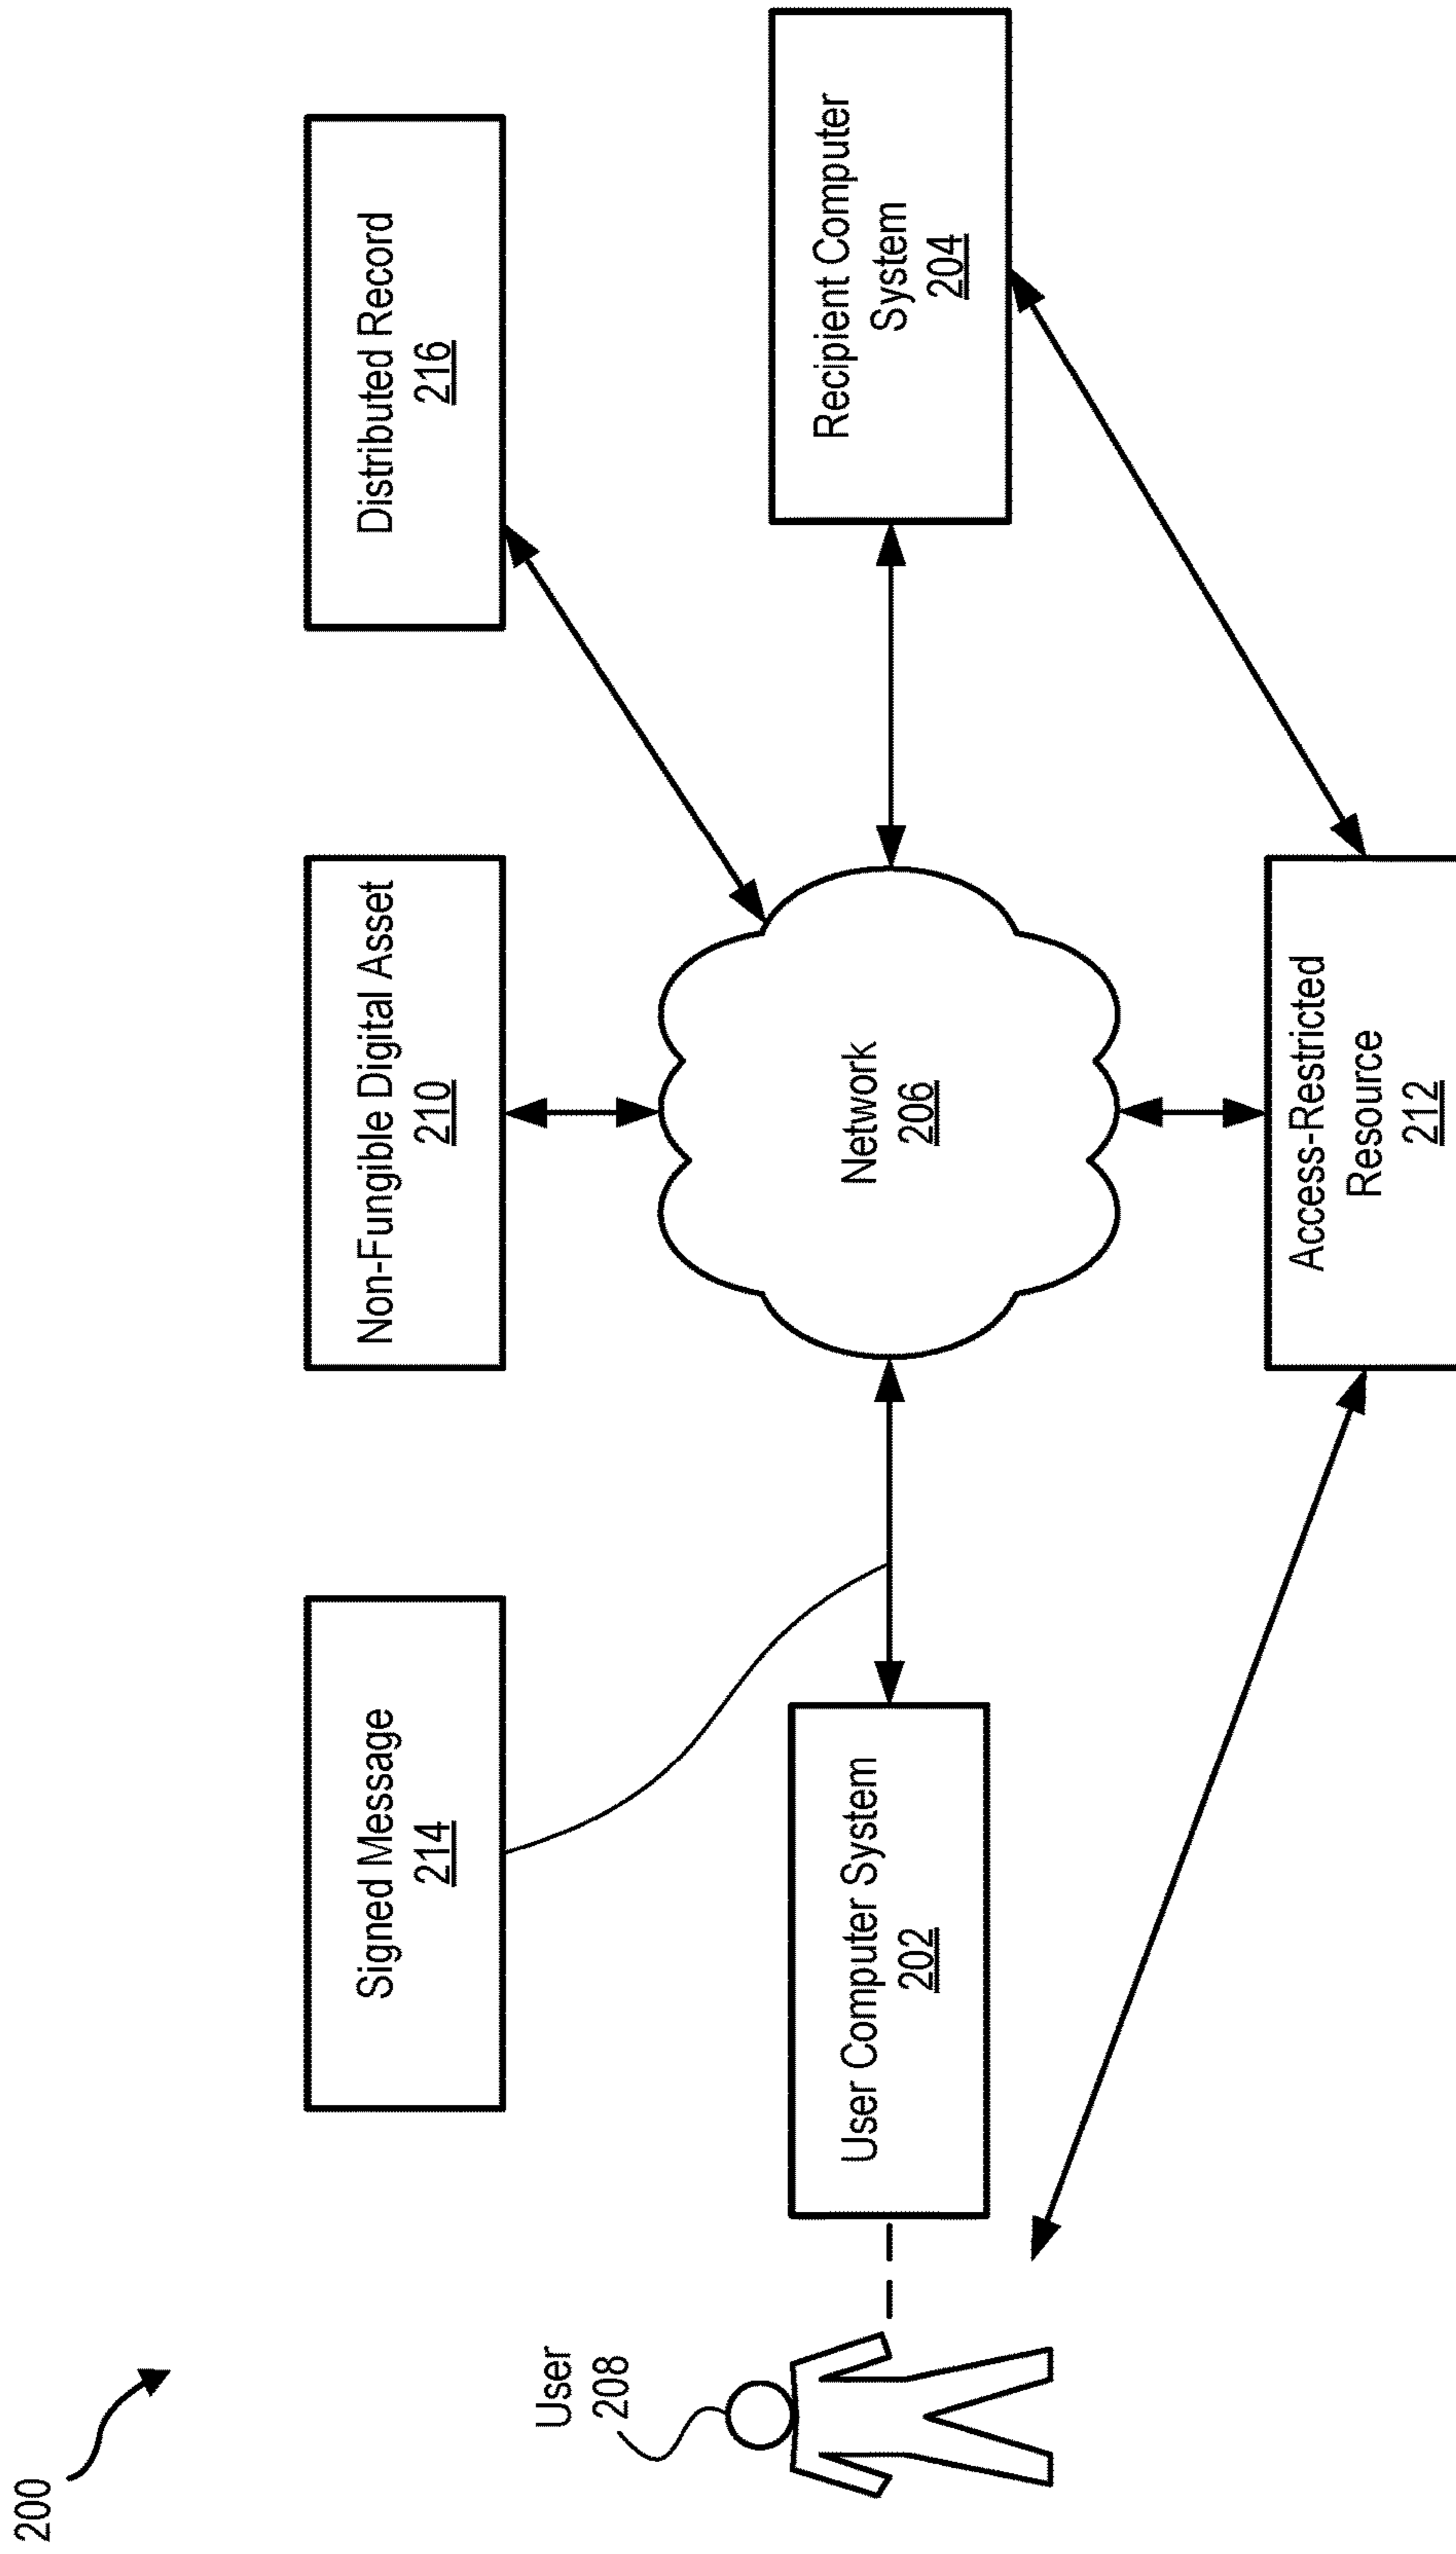 200
Signed Message
214
Non-Fungible Digital Asset
210
Distributed Record
216
User
208
User Computer System
202
Network
206
Recipient Computer
System
204
Access-Restricted
Resource
212